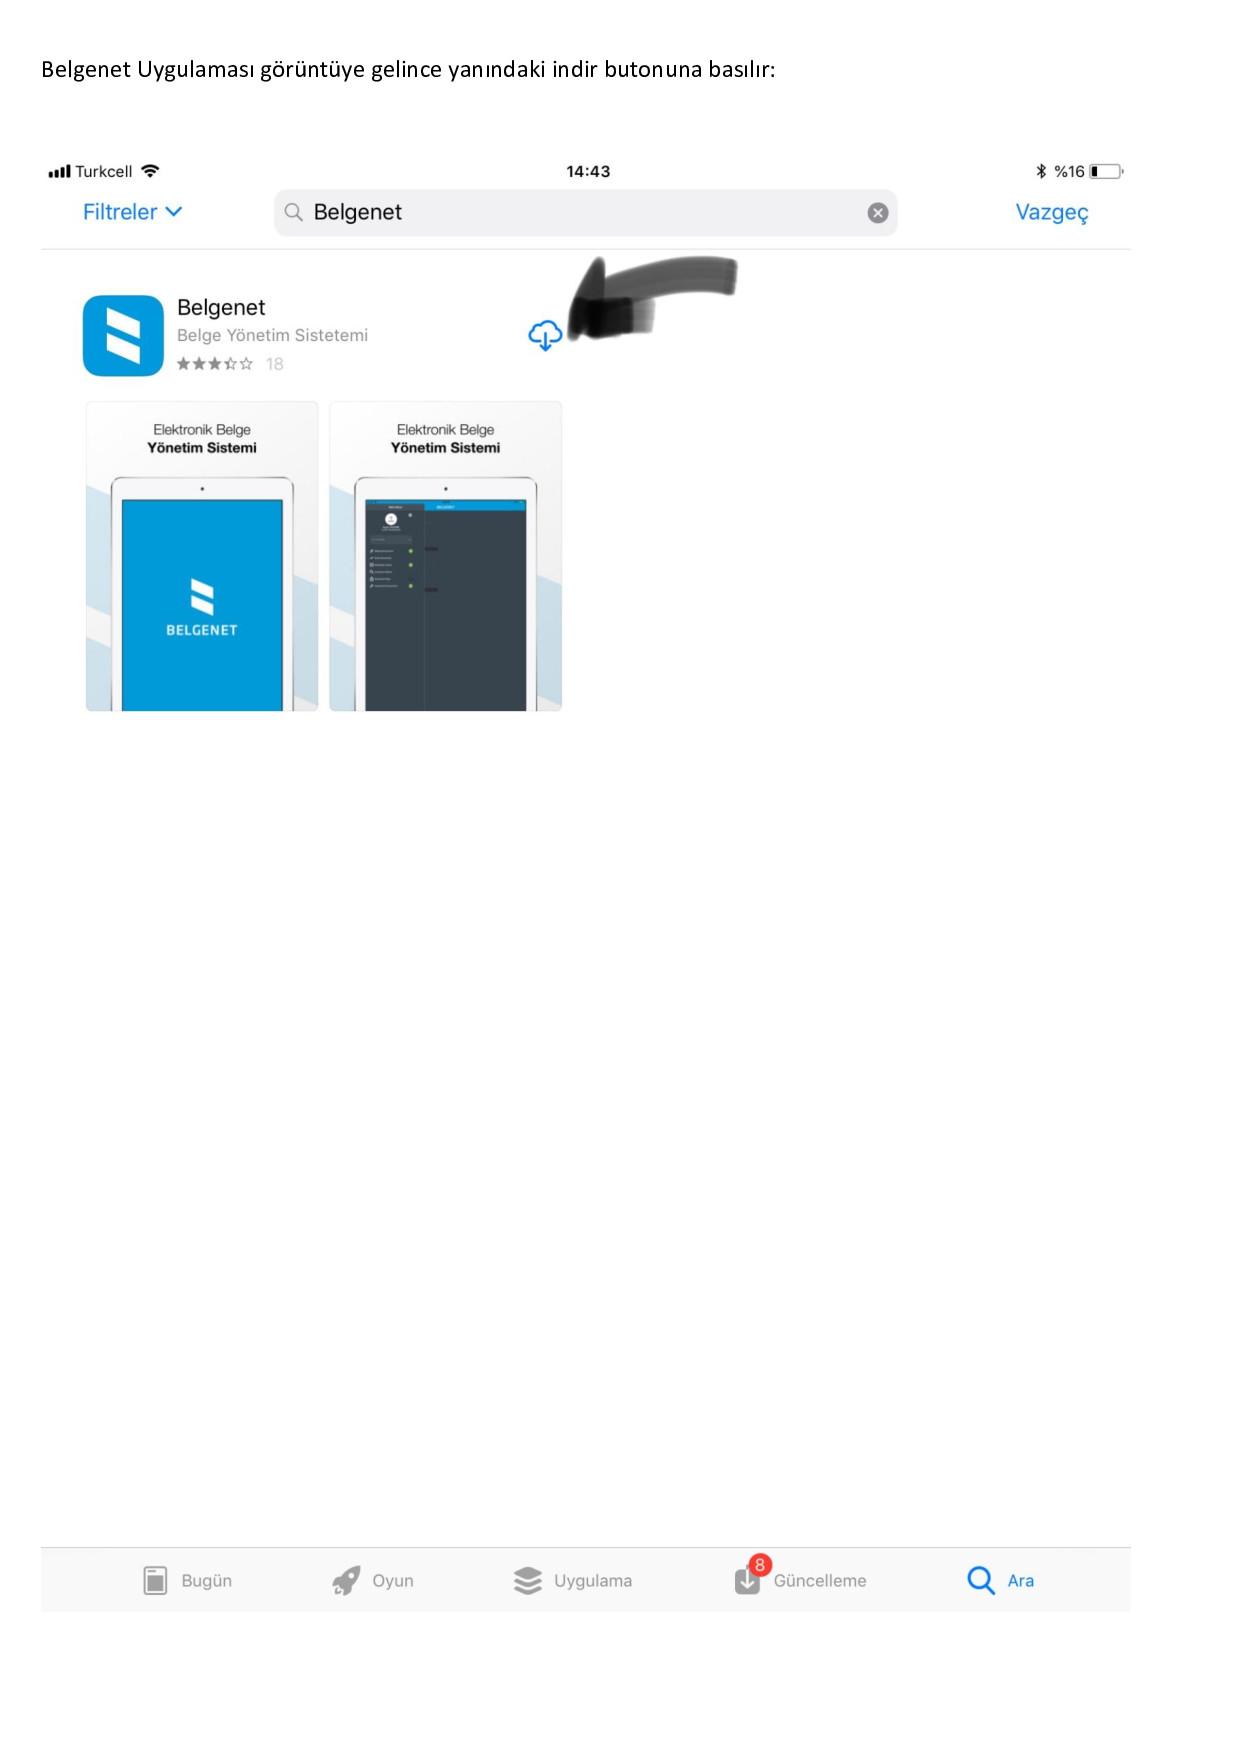 Belgenet Uygulaması görüntüye gelince yanındaki indir butonuna basılır:
Turkcell 14:43 %16
Filtreler Belgenet Vazgeç
Belgenet
Belge Yönetim Sistetemi
18
Elektronik Belge
Yönetim Sistemi
BELGENET
Elektronik Belge
Yönetim Sistemi
BELGENET
Bugün Oyun Uygulama 8 Güncelleme Ara